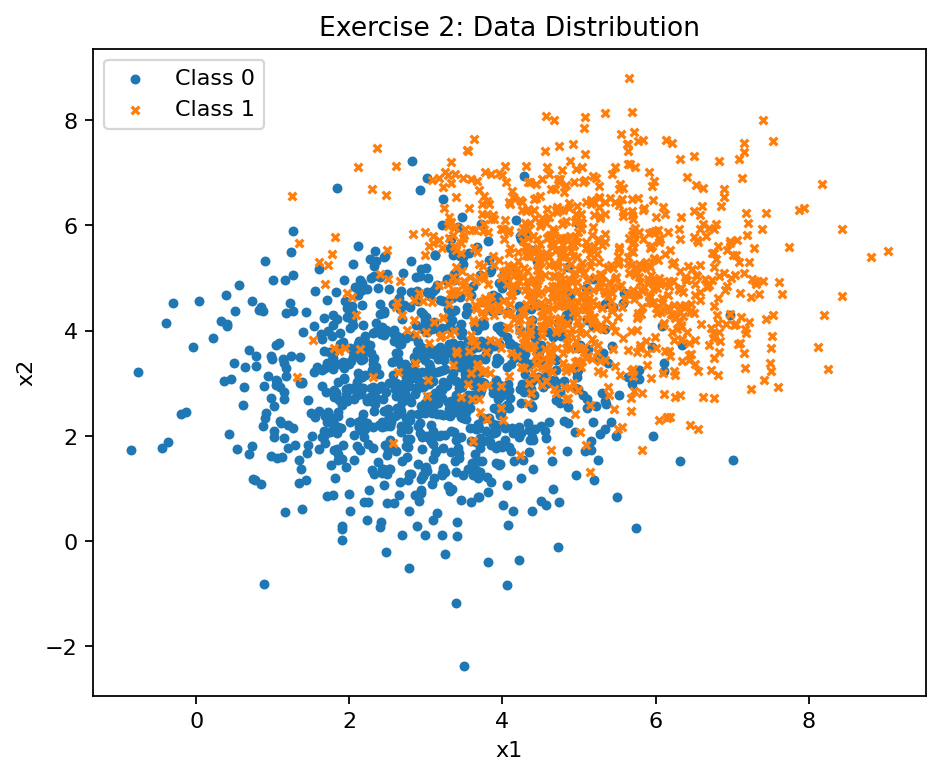 Exercise 2: Data Distribution
Class 0
Class 1
x2
8
6
4
2
0
−2
0 2 4 6 8
x1